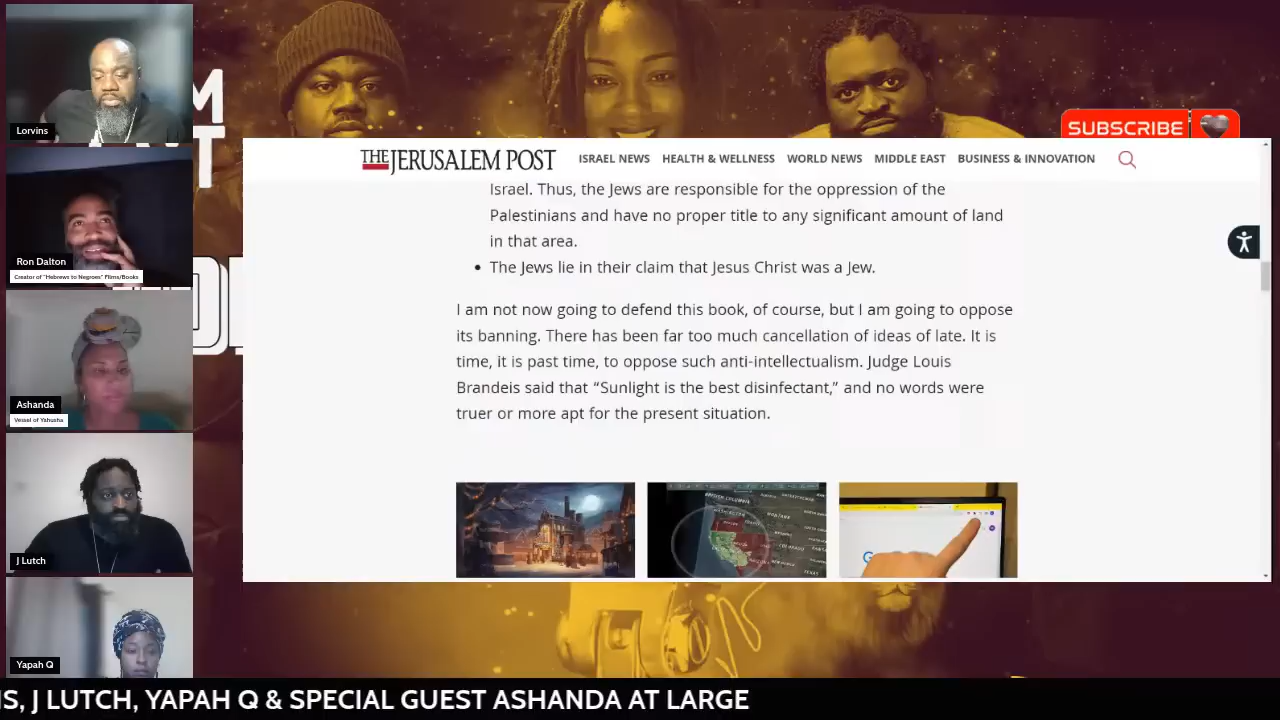 Lorvins
Ron Dalton
Creator of "Hebrews to Negroes" Films/Books
Ashanda
Vessel of Yahusha
J Lutch
Yapah Q
SUBSCRIBE
THE JERUSALEM POST
ISRAEL NEWS HEALTH & WELLNESS WORLD NEWS MIDDLE EAST BUSINESS & INNOVATION
Israel. Thus, the Jews are responsible for the oppression of the
Palestinians and have no proper title to any significant amount of land
in that area.
• The Jews lie in their claim that Jesus Christ was a Jew.
I am not now going to defend this book, of course, but I am going to oppose
its banning. There has been far too much cancellation of ideas of late. It is
time, it is past time, to oppose such anti-intellectualism. Judge Louis
Brandeis said that “Sunlight is the best disinfectant,” and no words were
truer or more apt for the present situation.
S, J LUTCH, YAPAH Q & SPECIAL GUEST ASHANDA AT LARGE